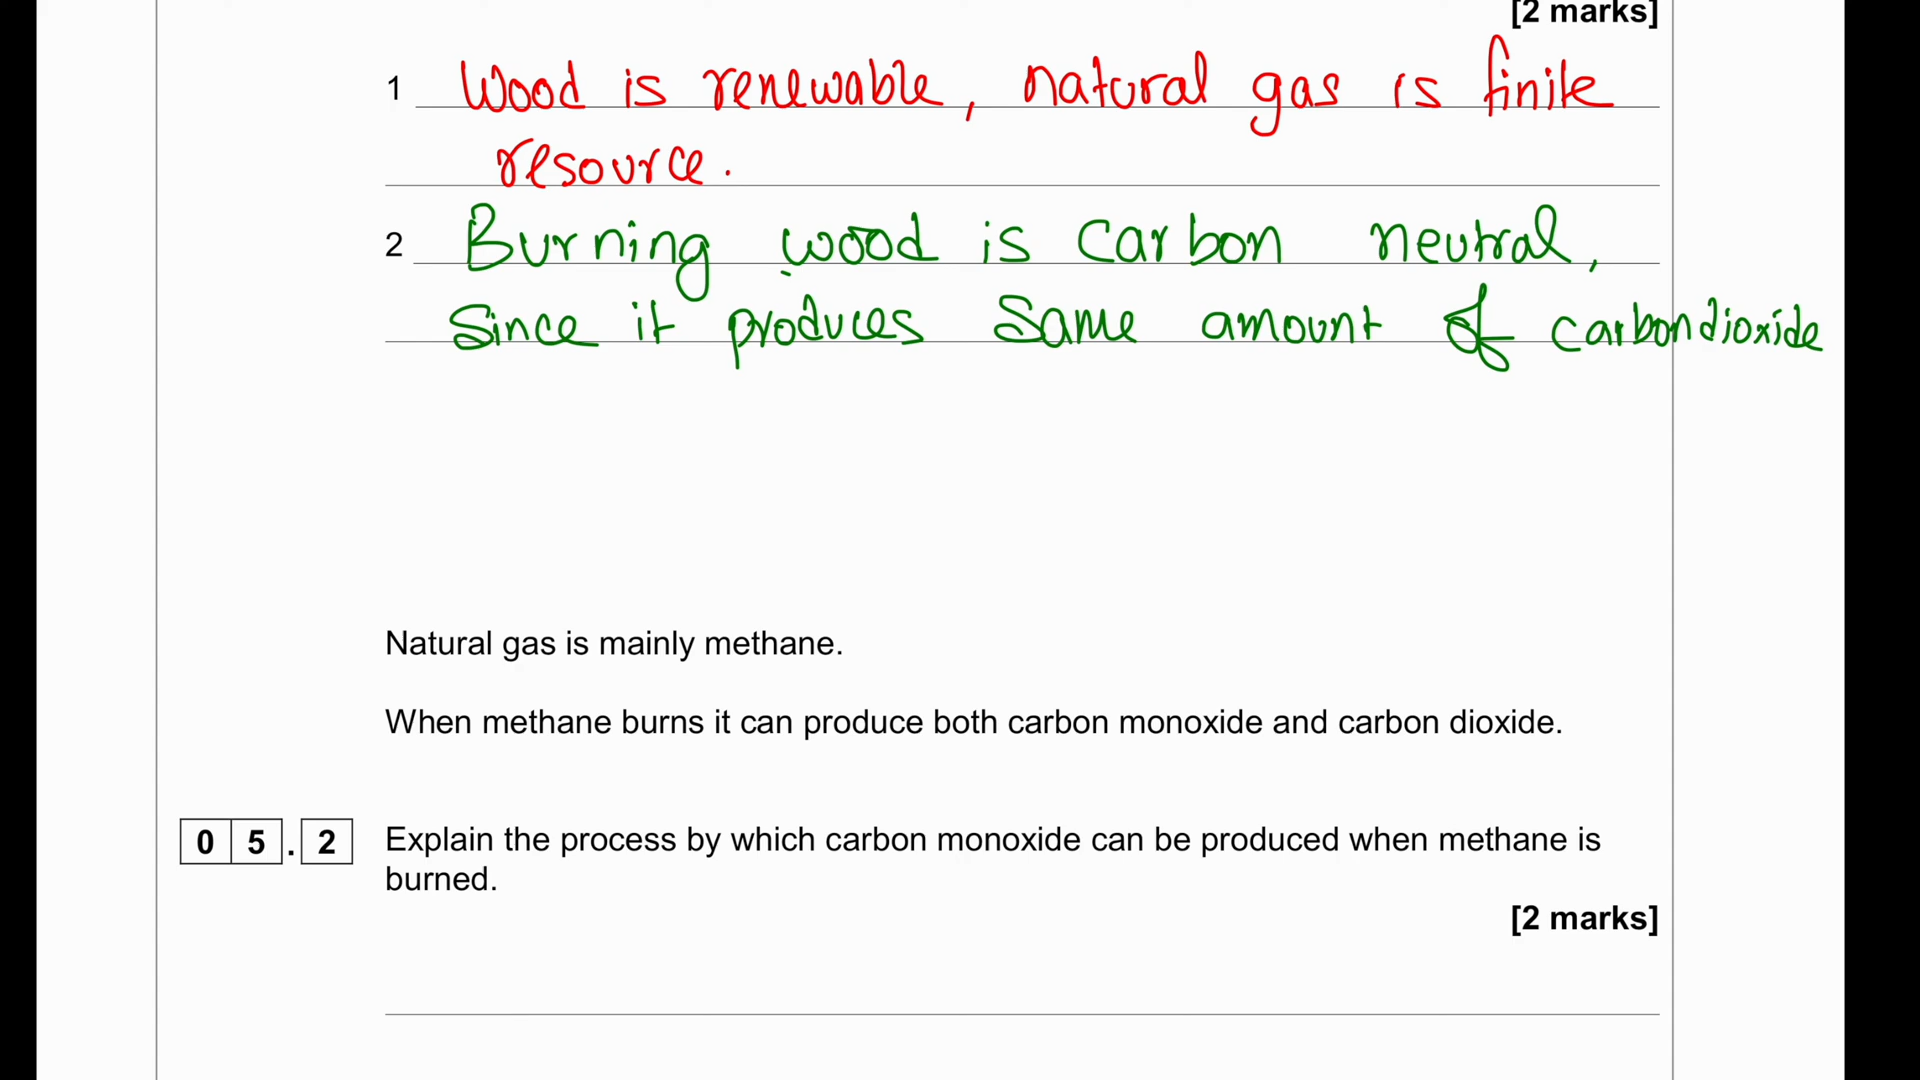 [2 marks]
1 Wood is renewable, natural gas is finite
resource.
2 Burning wood is carbon neutral,
Since it produces Same amount of carbondioxide
Natural gas is mainly methane.
When methane burns it can produce both carbon monoxide and carbon dioxide.
0 5 . 2 Explain the process by which carbon monoxide can be produced when methane is
burned.
[2 marks]